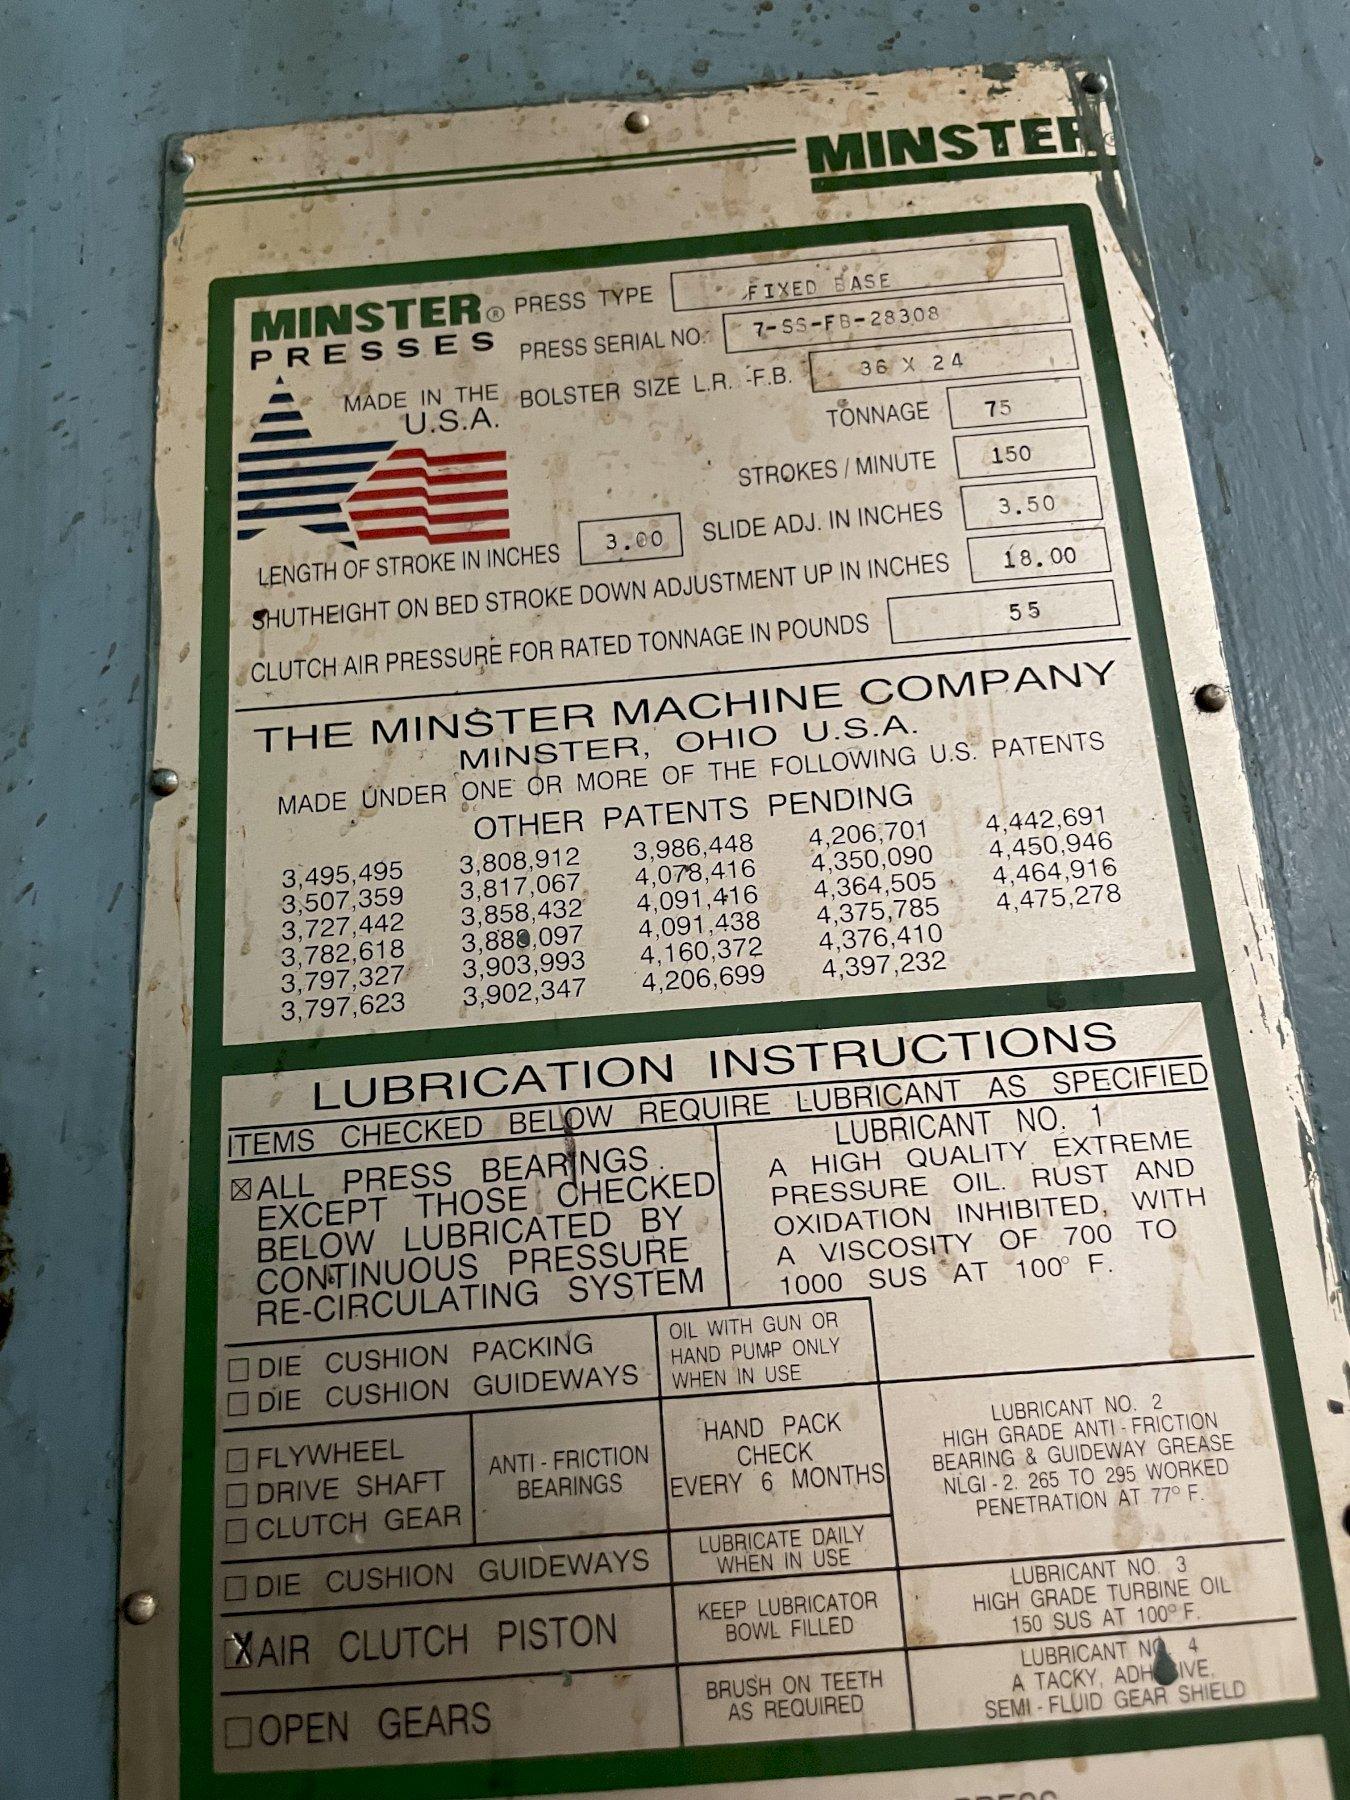 MINSTER
MINSTER® PRESSES
PRESS TYPE FIXED BASE
PRESS SERIAL NO. 7-SS-FB-28308
MADE IN THE U.S.A.
BOLSTER SIZE L.R. -F.B. 36 X 24
TONNAGE 75
STROKES / MINUTE 150
LENGTH OF STROKE IN INCHES 3.00 SLIDE ADJ. IN INCHES 3.50
SHUTHEIGHT ON BED STROKE DOWN ADJUSTMENT UP IN INCHES 18.00
CLUTCH AIR PRESSURE FOR RATED TONNAGE IN POUNDS 55
THE MINSTER MACHINE COMPANY
MINSTER, OHIO U.S.A.
MADE UNDER ONE OR MORE OF THE FOLLOWING U.S. PATENTS
OTHER PATENTS PENDING
3,495,495 3,808,912 3,986,448 4,206,701 4,442,691
3,507,359 3,817,067 4,078,416 4,350,090 4,450,946
3,727,442 3,858,432 4,091,416 4,364,505 4,464,916
3,782,618 4,091,438 4,375,785 4,475,278
3,797,327 3,903,993 4,160,372 4,376,410
3,797,623 3,902,347 4,206,699 4,397,232
LUBRICATION INSTRUCTIONS
ITEMS CHECKED BELOW REQUIRE LUBRICANT AS SPECIFIED
☒ ALL PRESS BEARINGS
EXCEPT THOSE CHECKED
BELOW LUBRICATED BY
CONTINUOUS PRESSURE
RE-CIRCULATING SYSTEM
LUBRICANT NO. 1
A HIGH QUALITY EXTREME
PRESSURE OIL. RUST AND
OXIDATION INHIBITED, WITH
A VISCOSITY OF 700 TO
1000 SUS AT 100° F.
☐ DIE CUSHION PACKING
☐ DIE CUSHION GUIDEWAYS
OIL WITH GUN OR
HAND PUMP ONLY
WHEN IN USE
☐ FLYWHEEL
☐ DRIVE SHAFT
☐ CLUTCH GEAR
ANTI - FRICTION
BEARINGS
HAND PACK
CHECK
EVERY 6 MONTHS
LUBRICANT NO. 2
HIGH GRADE ANTI - FRICTION
BEARING & GUIDEWAY GREASE
NLGI - 2. 265 TO 295 WORKED
PENETRATION AT 77° F.
☐ DIE CUSHION GUIDEWAYS
LUBRICATE DAILY
WHEN IN USE
☒ AIR CLUTCH PISTON
KEEP LUBRICATOR
BOWL FILLED
LUBRICANT NO. 3
HIGH GRADE TURBINE OIL
150 SUS AT 100° F.
☐ OPEN GEARS
BRUSH ON TEETH
AS REQUIRED
LUBRICANT NO. 4
A TACKY, ADHESIVE,
SEMI - FLUID GEAR SHIELD